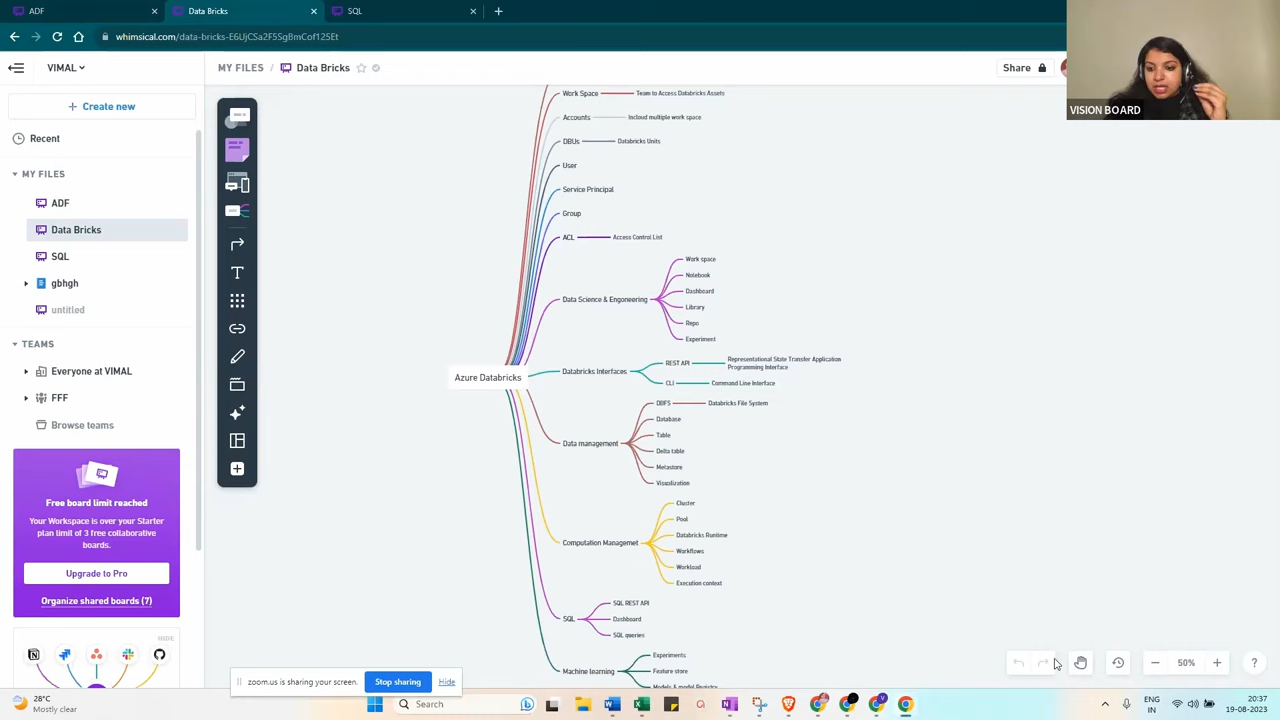 ADF
Data Bricks
SQL
whimsical.com/data-bricks-E6JjCSa2F5SgBmCof125Et
VIMAL
MY FILES / Data Bricks
Share
VISION BOARD
Create new
Recent
MY FILES
ADF
Data Bricks
SQL
gbhgh
untitled
TEAMS
Everyone at VIMAL
FFF
Browse teams
Free board limit reached
Your Workspace is over your Starter
plan limit of 3 free collaborative
boards.
Upgrade to Pro
Organize shared boards (7)
HIDE
Azure Databricks
Work Space
Team to Access Databricks Assets
Accounts
Incloud multiple work space
DBUs
Databricks Units
User
Service Principal
Group
ACL
Access Control List
Data Science & Engoneering
Work space
Notebook
Dashboard
Library
Repo
Experiment
Databricks Interfaces
REST API
Representional State Transfer Application
Programming Interface
CLI
Command Line Interface
Data management
DBFS
Databricks File System
Database
Table
Delta table
Metastore
Visualization
Computation Managemet
Cluster
Pool
Databricks Runtime
Workflows
Workload
Execution context
SQL
SQL REST API
Dashboard
SQL queries
Machine learning
Experiments
Feature store
Models & model Registry
50%
zoom.us is sharing your screen.
Stop sharing
Hide
28°C
Mostly clear
Search
ENG
IN
20:37
19-08-2023